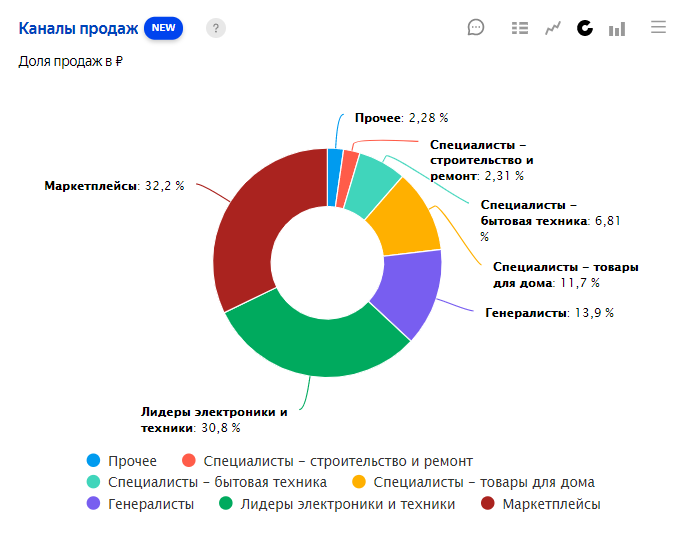 Каналы продаж NEW ?
Доля продаж в ₽
Прочее: 2,28 %
Специалисты –
строительство и
ремонт: 2,31 %
Маркетплейсы: 32,2 %
Специалисты –
бытовая техника: 6,81
%
Специалисты – товары
для дома: 11,7 %
Генералисты: 13,9 %
Лидеры электроники и
техники: 30,8 %
Прочее Специалисты – строительство и ремонт
Специалисты – бытовая техника Специалисты – товары для дома
Генералисты Лидеры электроники и техники Маркетплейсы